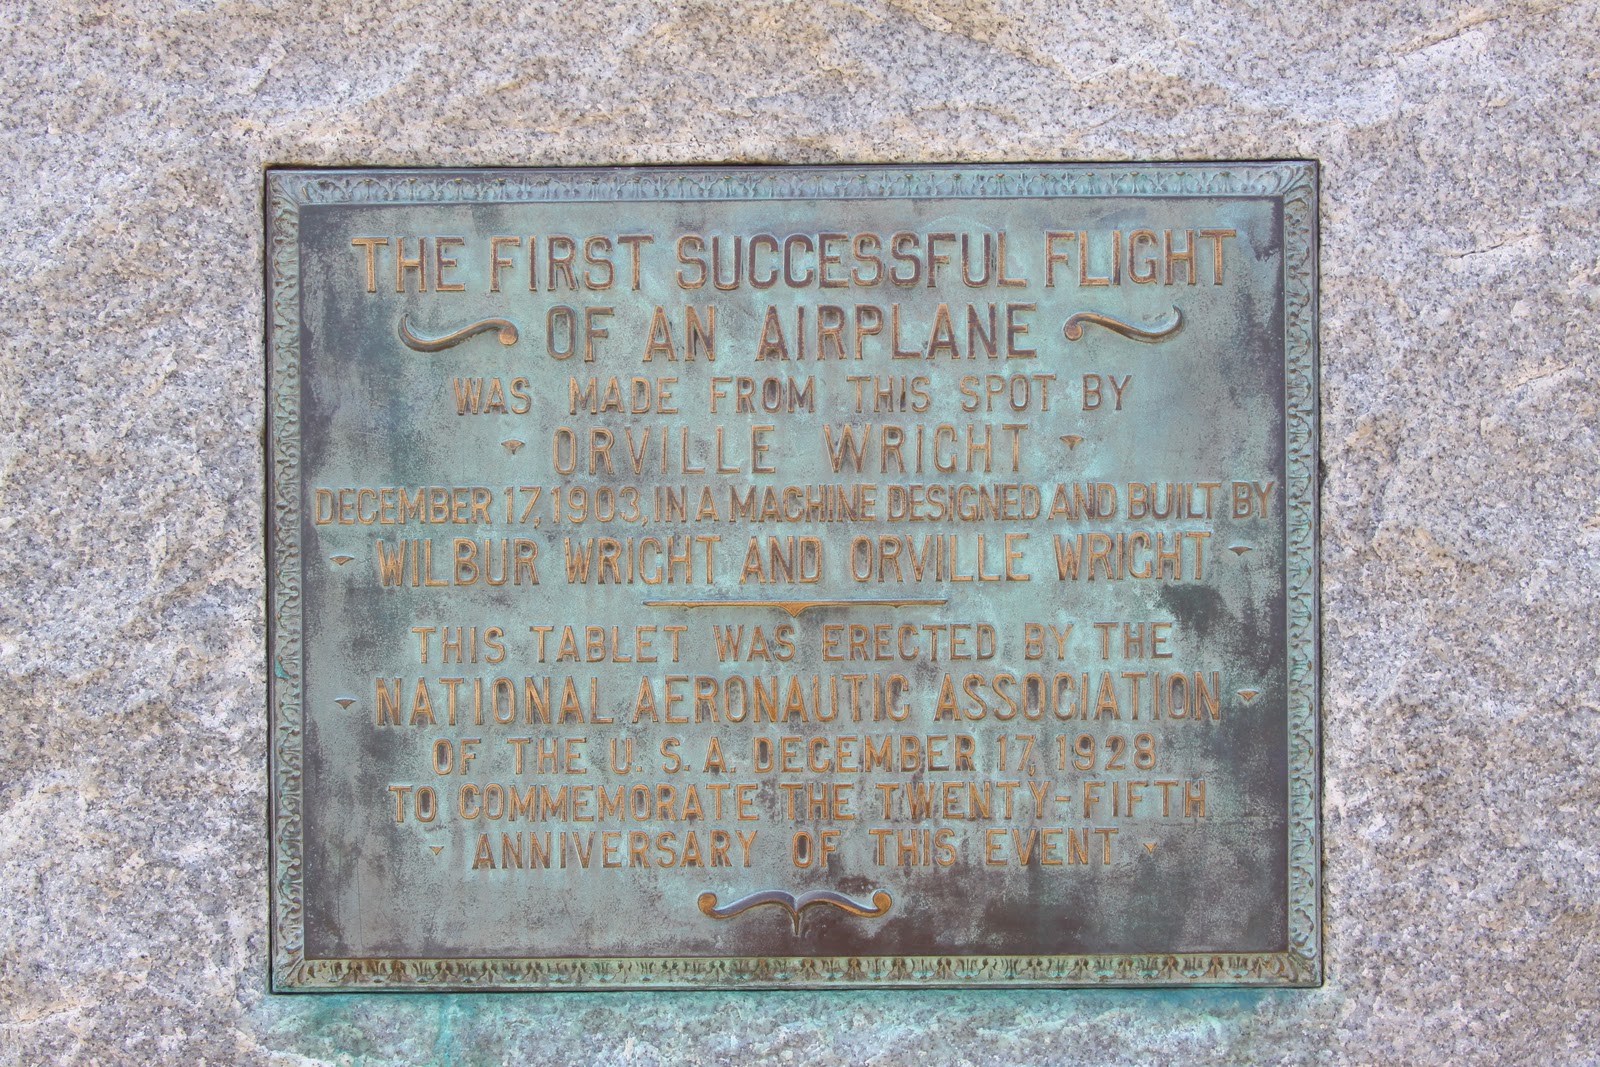 THE FIRST SUCCESSFUL FLIGHT
OF AN AIRPLANE
WAS MADE FROM THIS SPOT BY
ORVILLE WRIGHT
DECEMBER 17, 1903, IN A MACHINE DESIGNED AND BUILT BY
WILBUR WRIGHT AND ORVILLE WRIGHT
THIS TABLET WAS ERECTED BY THE
NATIONAL AERONAUTIC ASSOCIATION
OF THE U. S. A. DECEMBER 17, 1928
TO COMMEMORATE THE TWENTY-FIFTH
ANNIVERSARY OF THIS EVENT